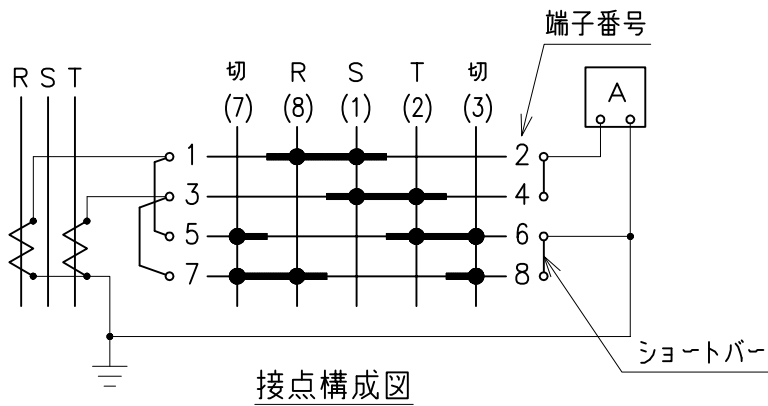 端子番号
R S T
切 R S T 切
(7) (8) (1) (2) (3)
A
1 2
3 4
5 6
7 8
ショートバー
接点構成図